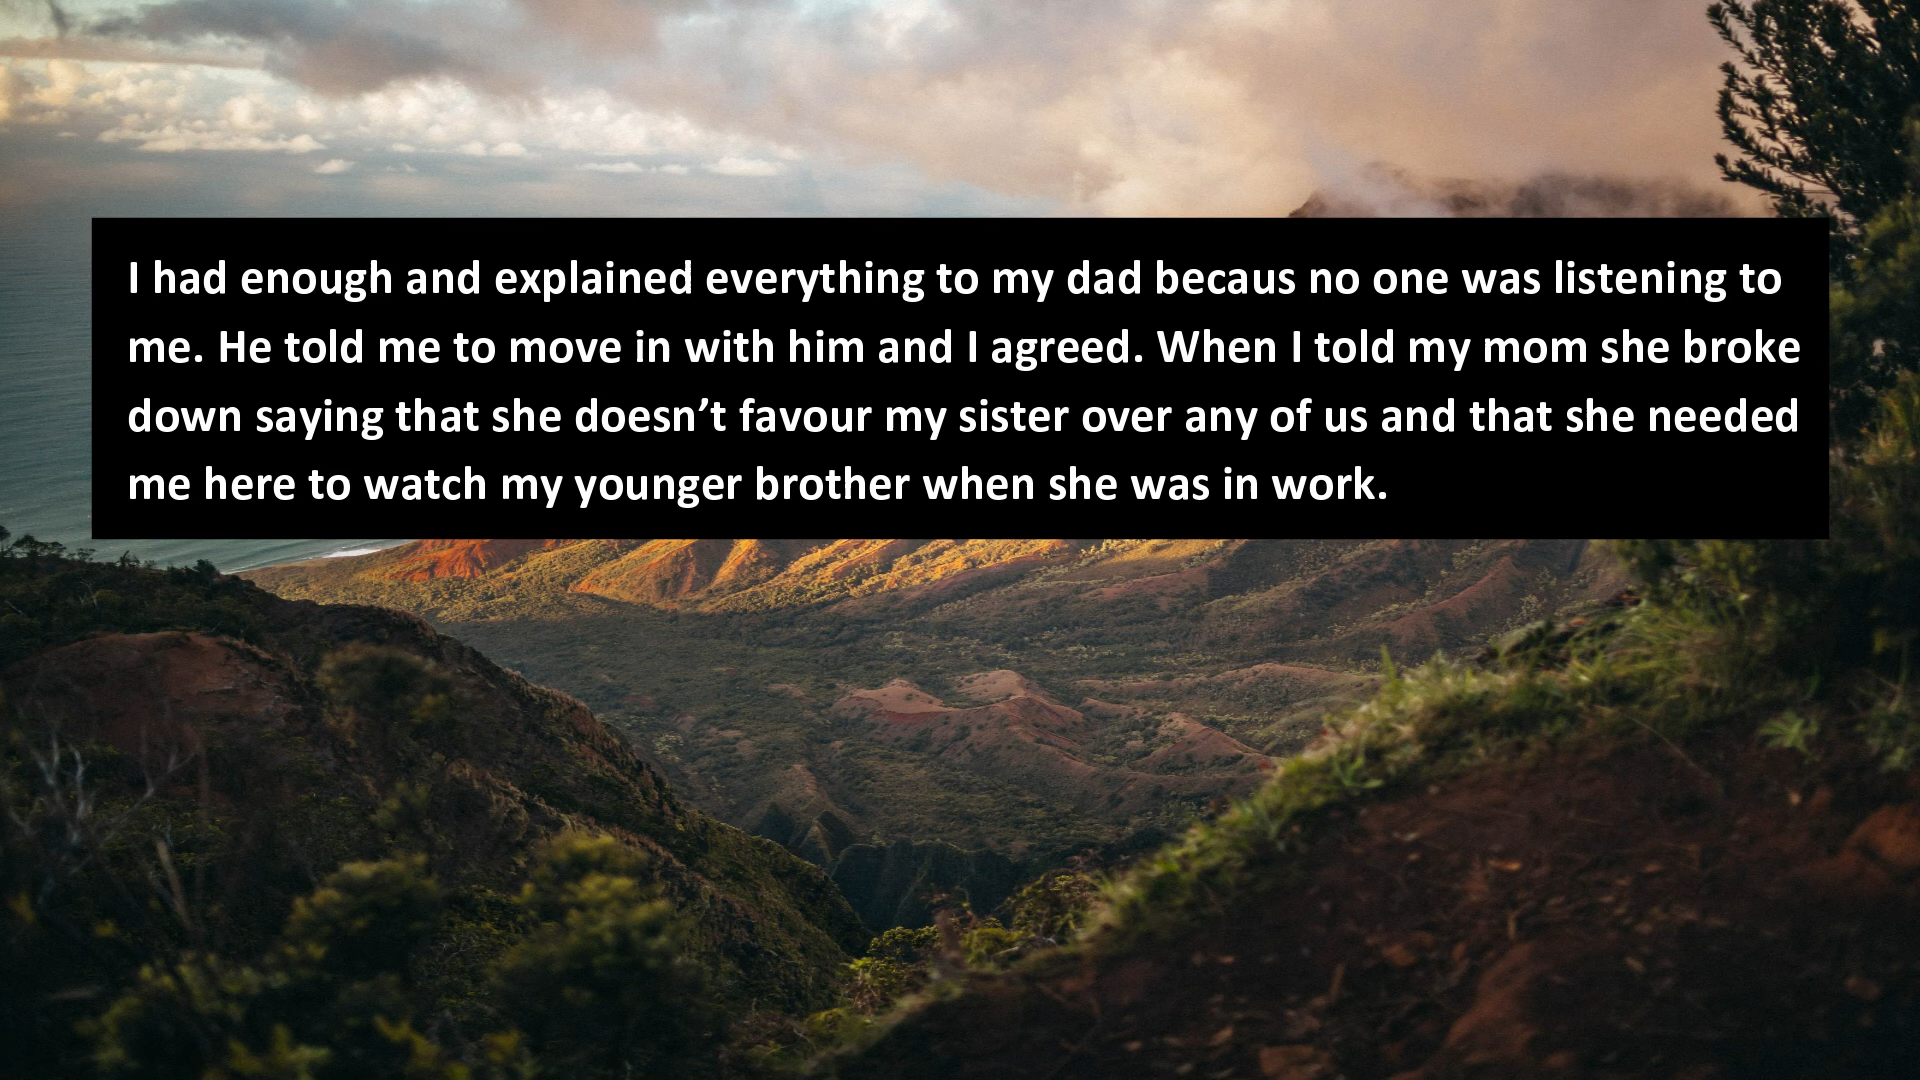 I had enough and explained everything to my dad becaus no one was listening to
me. He told me to move in with him and I agreed. When I told my mom she broke
down saying that she doesn’t favour my sister over any of us and that she needed
me here to watch my younger brother when she was in work.